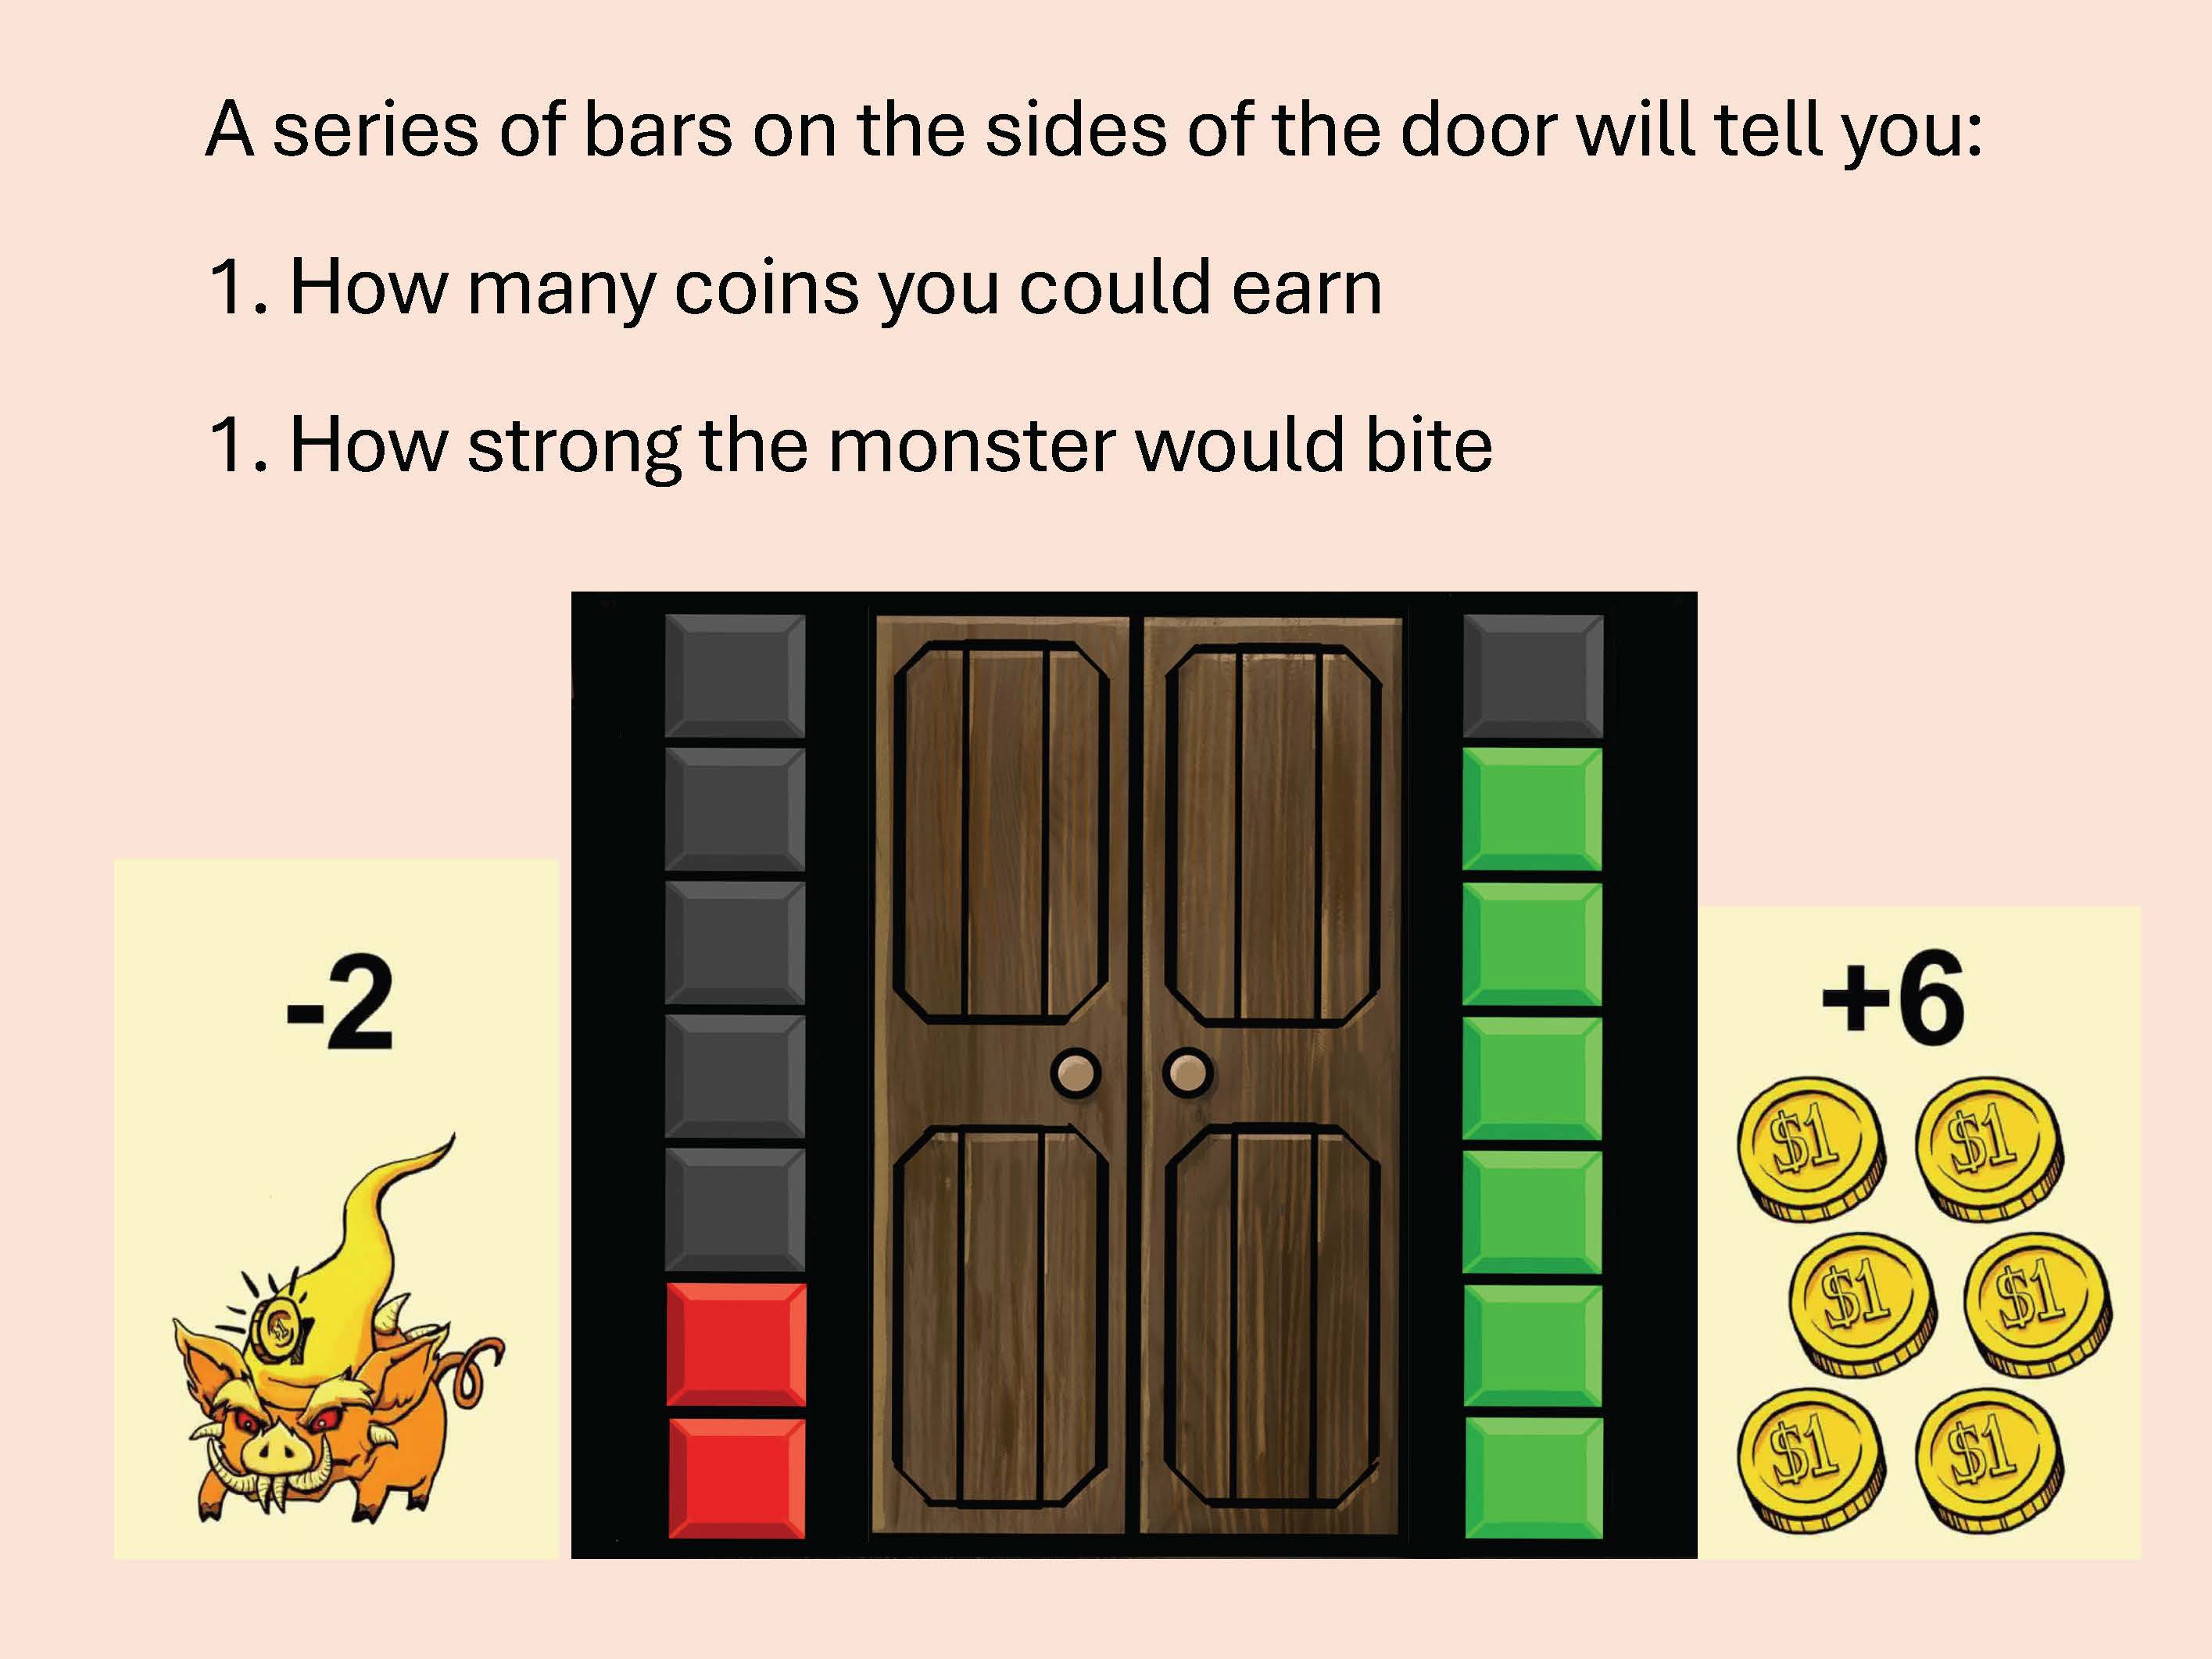 A series of bars on the sides of the door will tell you:
1. How many coins you could earn
1. How strong the monster would bite
-2
+6
$1 $1
$1 $1
$1 $1